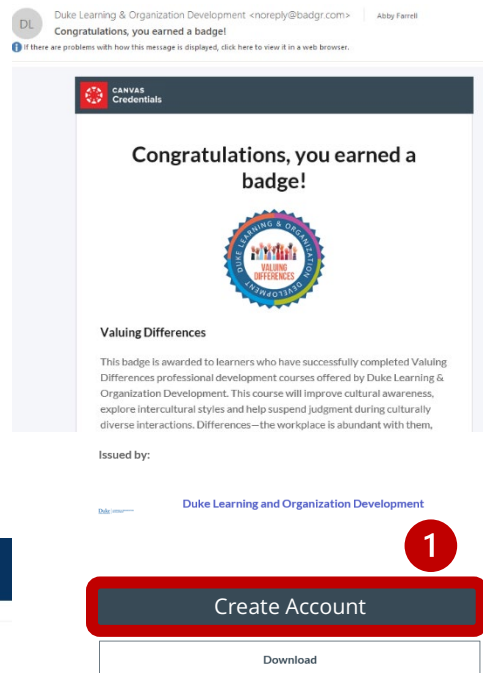 DL
Duke Learning & Organization Development <noreply@badgr.com>
Abby Farrell
Congratulations, you earned a badge!
If there are problems with how this message is displayed, click here to view it in a web browser.
CANVAS
Credentials
Congratulations, you earned a
badge!
DUKE LEARNING & ORGANIZATION DEVELOPMENT
VALUING
DIFFERENCES
Valuing Differences
This badge is awarded to learners who have successfully completed Valuing
Differences professional development courses offered by Duke Learning &
Organization Development. This course will improve cultural awareness,
explore intercultural styles and help suspend judgment during culturally
diverse interactions. Differences—the workplace is abundant with them,
Issued by:
Duke
Duke Learning and Organization Development
1
Create Account
Download